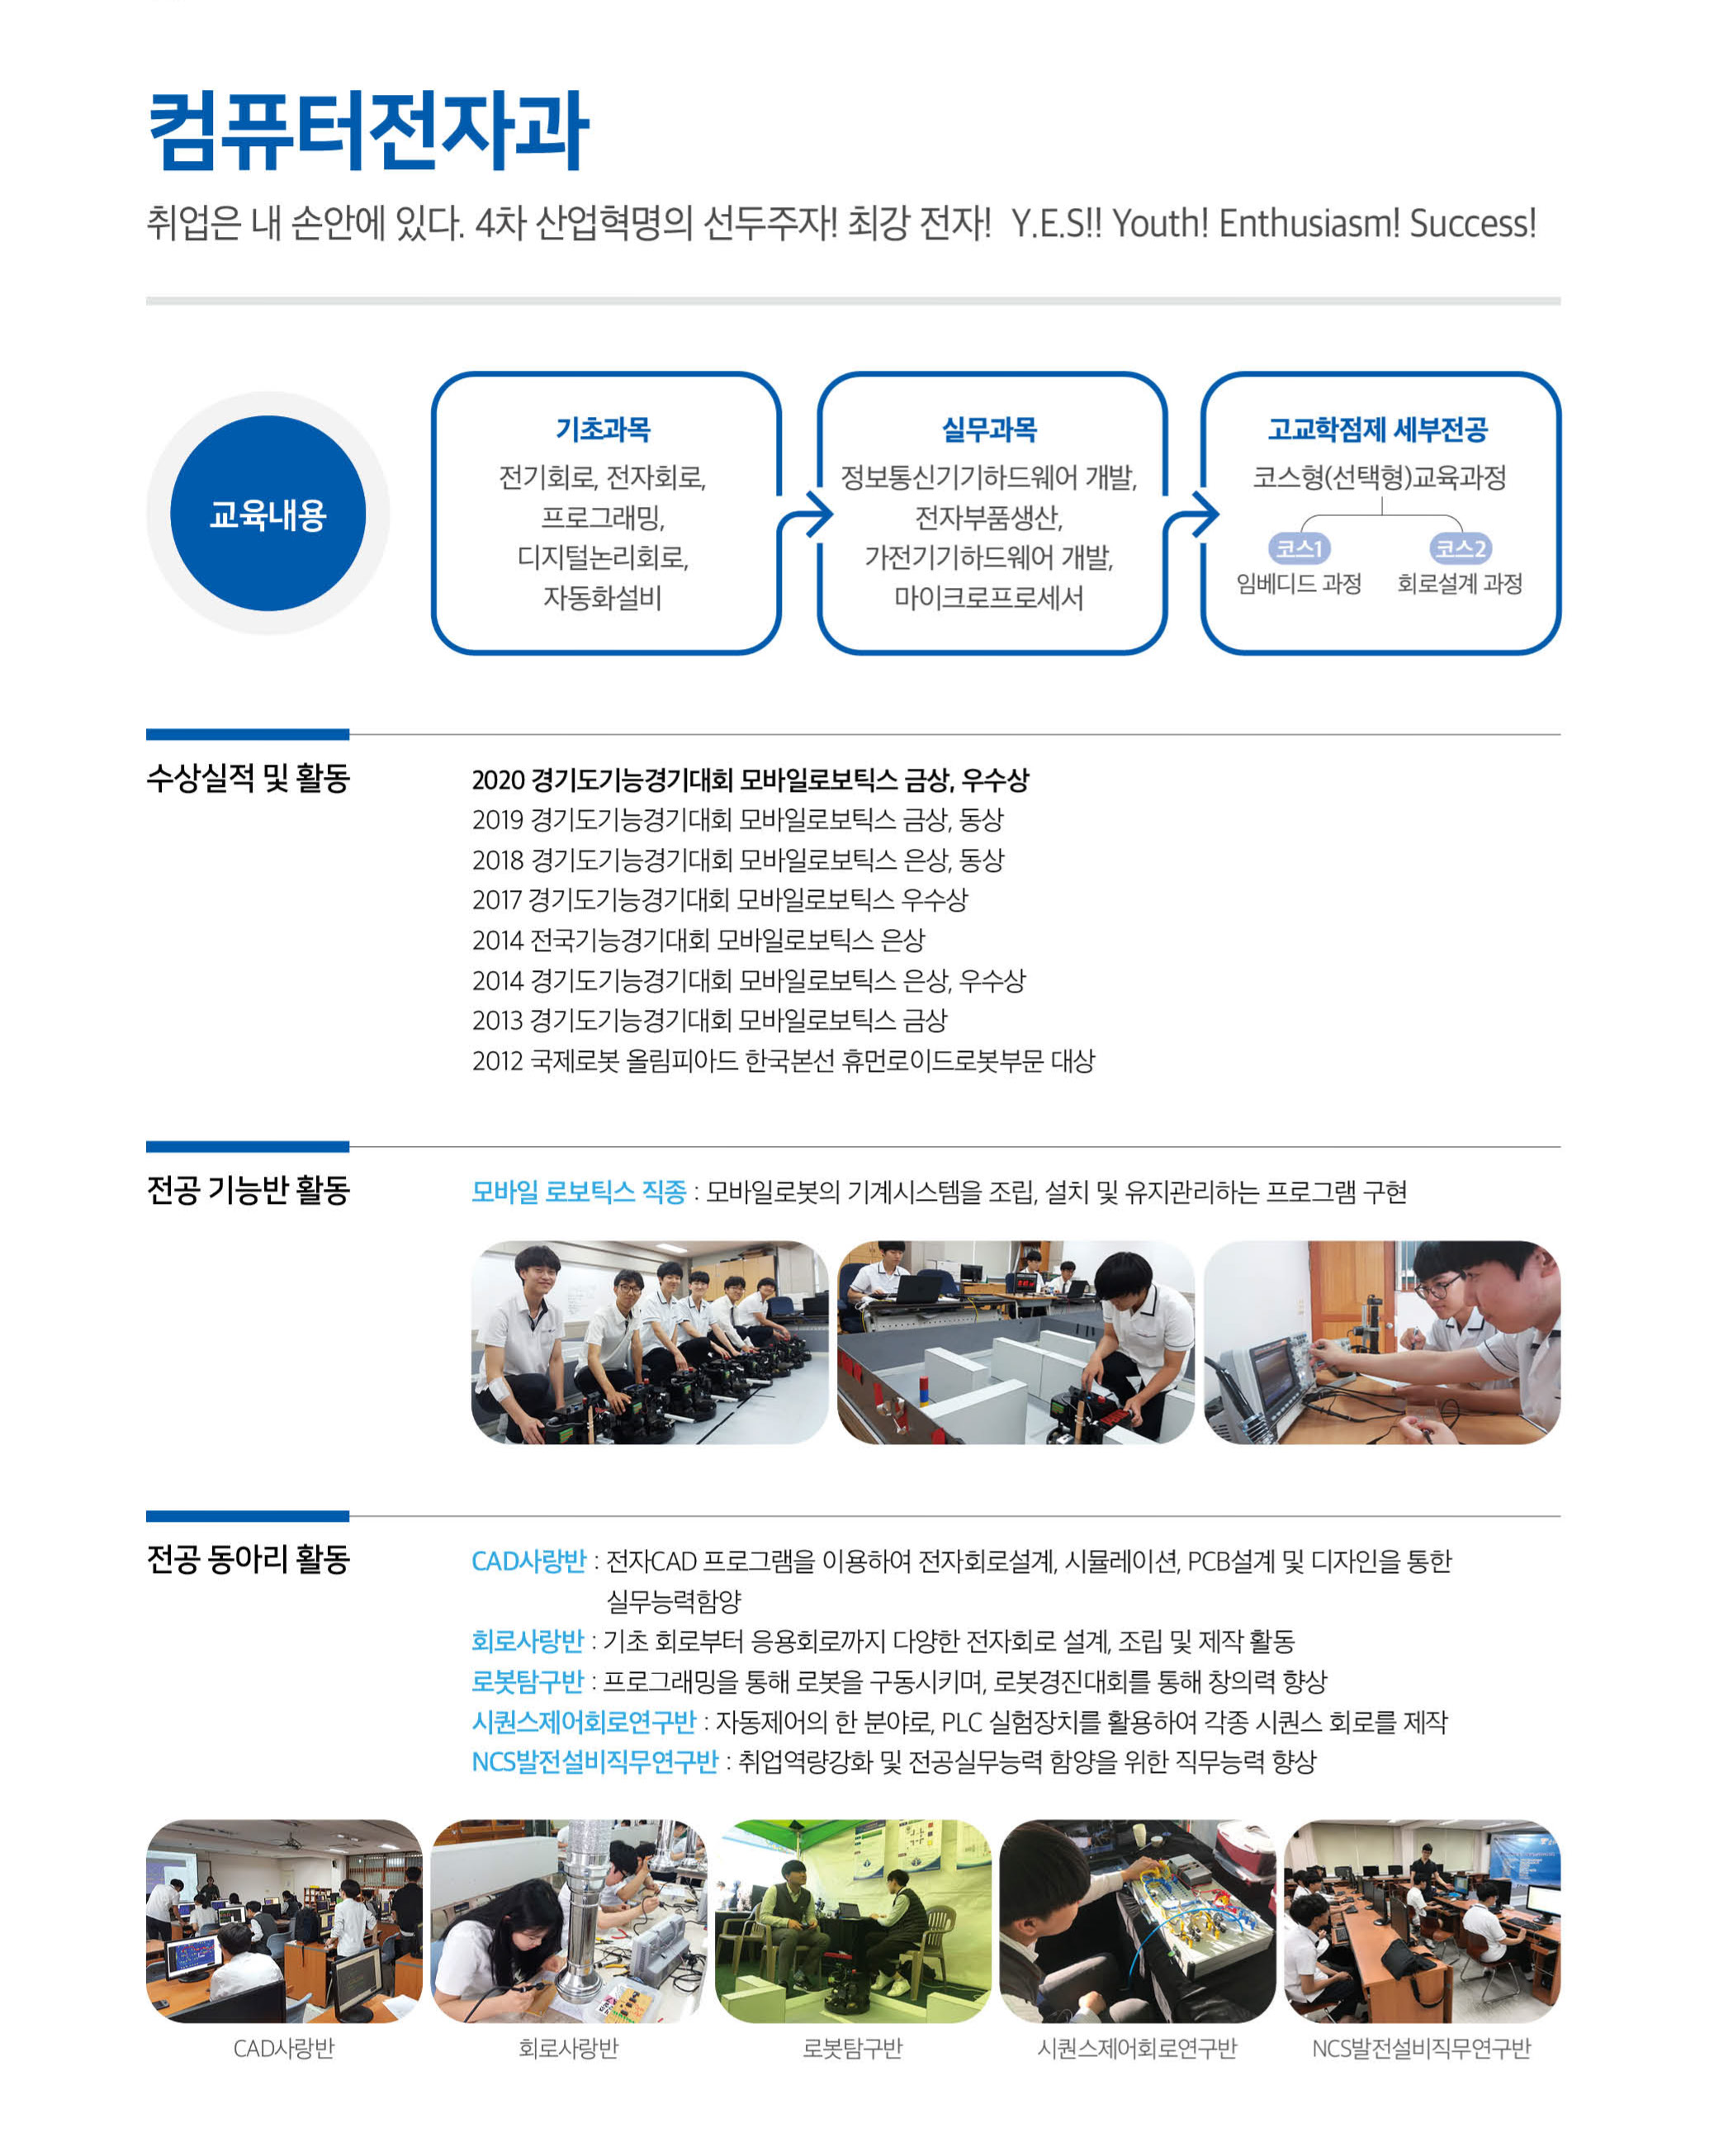 컴퓨터전자과
취업은 내 손안에 있다. 4차 산업혁명의 선두주자! 최강 전자! Y.E.S!! Youth! Enthusiasm! Success!
교육내용
기초과목
전기회로, 전자회로,
프로그래밍,
디지털논리회로,
자동화설비
실무과목
정보통신기기하드웨어 개발,
전자부품생산,
가전기기하드웨어 개발,
마이크로프로세서
고교학점제 세부전공
코스형(선택형)교육과정
코스1 코스2
임베디드 과정 회로설계 과정
수상실적 및 활동
2020 경기도기능경기대회 모바일로보틱스 금상, 우수상
2019 경기도기능경기대회 모바일로보틱스 금상, 동상
2018 경기도기능경기대회 모바일로보틱스 은상, 동상
2017 경기도기능경기대회 모바일로보틱스 우수상
2014 전국기능경기대회 모바일로보틱스 은상
2014 경기도기능경기대회 모바일로보틱스 은상, 우수상
2013 경기도기능경기대회 모바일로보틱스 금상
2012 국제로봇 올림피아드 한국본선 휴먼로이드로봇부문 대상
전공 기능반 활동
모바일 로보틱스 직종 : 모바일로봇의 기계시스템을 조립, 설치 및 유지관리하는 프로그램 구현
전공 동아리 활동
CAD사랑반 : 전자CAD 프로그램을 이용하여 전자회로설계, 시뮬레이션, PCB설계 및 디자인을 통한
실무능력함양
회로사랑반 : 기초 회로부터 응용회로까지 다양한 전자회로 설계, 조립 및 제작 활동
로봇탐구반 : 프로그래밍을 통해 로봇을 구동시키며, 로봇경진대회를 통해 창의력 향상
시퀀스제어회로연구반 : 자동제어의 한 분야로, PLC 실험장치를 활용하여 각종 시퀀스 회로를 제작
NCS발전설비직무연구반 : 취업역량강화 및 전공실무능력 함양을 위한 직무능력 향상
CAD사랑반 회로사랑반 로봇탐구반 시퀀스제어회로연구반 NCS발전설비직무연구반